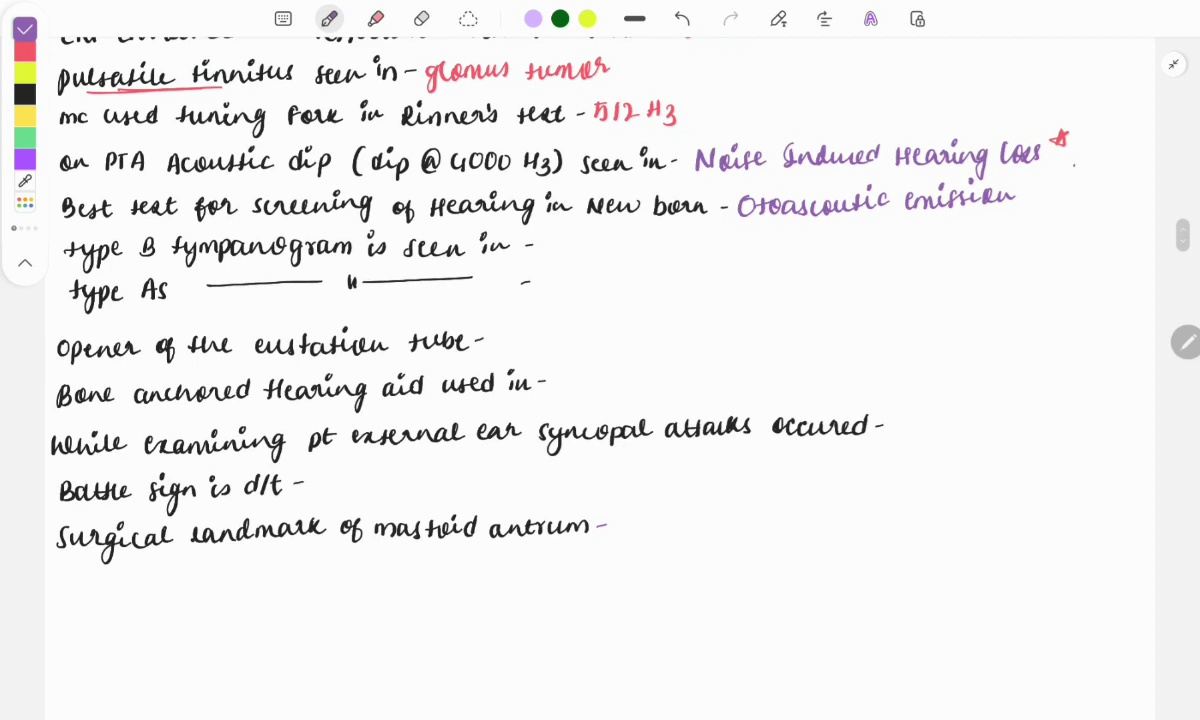 pulsatile tinnitus seen in - glomus tumor
mc used tuning fork in Rinner's test - 512 Hz
on PTA Acoustic dip (dip @ 4000 Hz) seen in - Noise Induced Hearing Loss
Best test for screening of Hearing in New born - Otoascoutic emission
type B tympanogram is seen in -
type As —— " —— -
Opener of the eustation tube -
Bone anchored Hearing aid used in -
While examining pt external ear syncopal attacks occured -
Battle sign is d/t -
Surgical landmark of mastoid antrum -